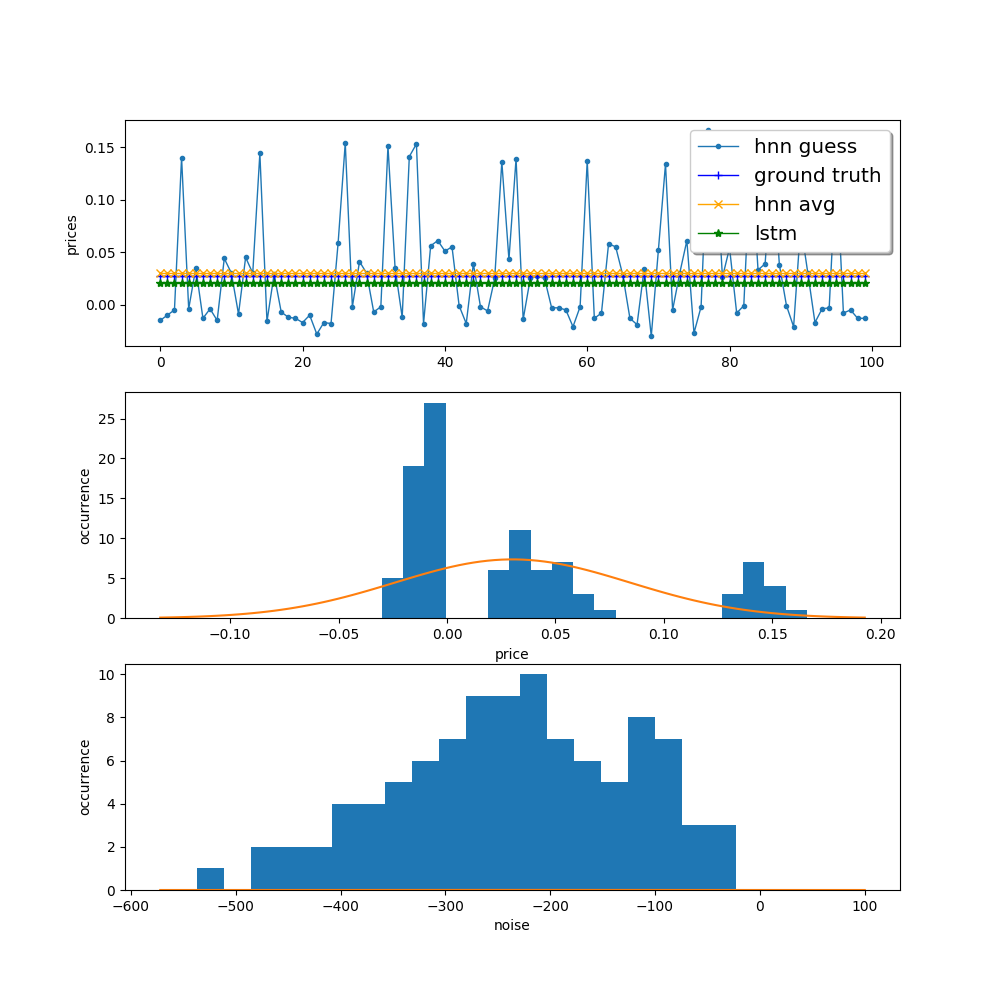 0.15
0.10
0.05
0.00
prices
hnn guess
ground truth
hnn avg
lstm
0 20 40 60 80 100
25
20
15
10
5
0
occurrence
−0.10 −0.05 0.00 0.05 0.10 0.15 0.20
price
10
8
6
4
2
0
occurrence
−600 −500 −400 −300 −200 −100 0 100
noise